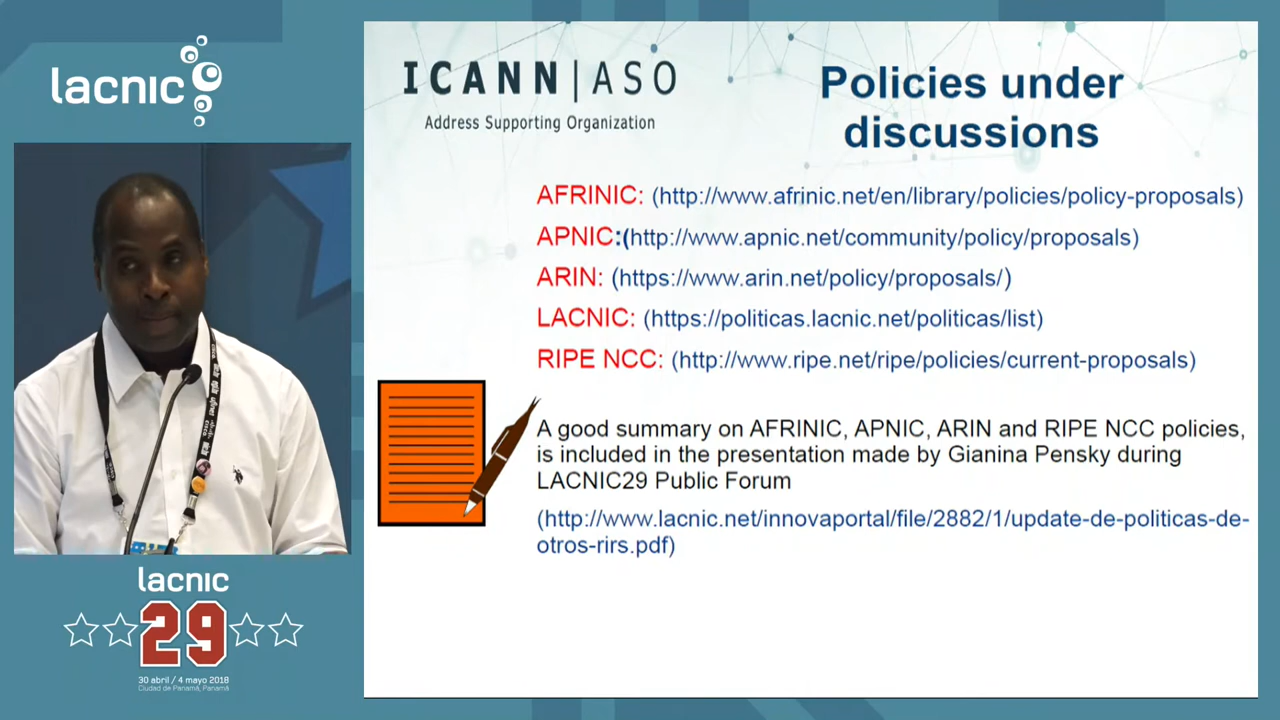 lacnic
ICANN|ASO
Address Supporting Organization
Policies under
discussions
AFRINIC: (http://www.afrinic.net/en/library/policies/policy-proposals)
APNIC:(http://www.apnic.net/community/policy/proposals)
ARIN: (https://www.arin.net/policy/proposals/)
LACNIC: (https://politicas.lacnic.net/politicas/list)
RIPE NCC: (http://www.ripe.net/ripe/policies/current-proposals)
A good summary on AFRINIC, APNIC, ARIN and RIPE NCC policies,
is included in the presentation made by Gianina Pensky during
LACNIC29 Public Forum
(http://www.lacnic.net/innovaportal/file/2882/1/update-de-politicas-de-
otros-rirs.pdf)
lacnic
29
30 abril / 4 mayo 2018
Ciudad de Panamá, Panamá